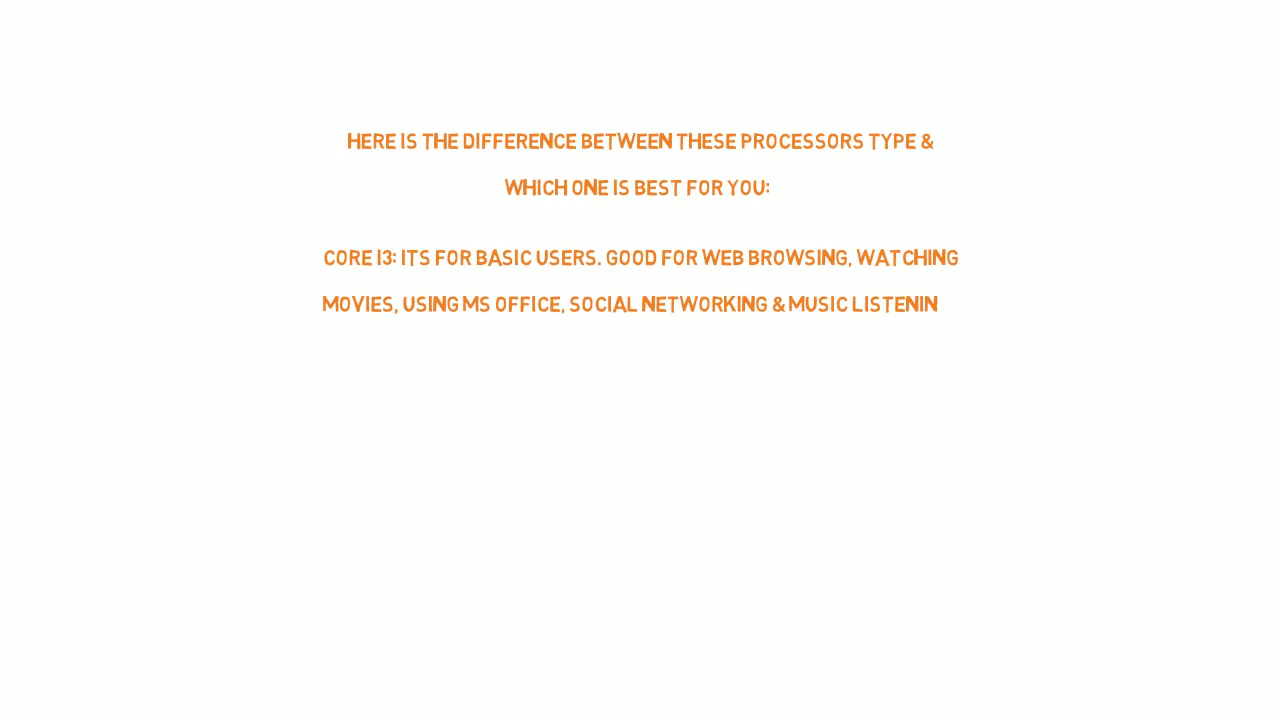 HERE IS THE DIFFERENCE BETWEEN THESE PROCESSORS TYPE &
WHICH ONE IS BEST FOR YOU:
CORE I3: ITS FOR BASIC USERS. GOOD FOR WEB BROWSING, WATCHING
MOVIES, USING MS OFFICE, SOCIAL NETWORKING & MUSIC LISTENIN